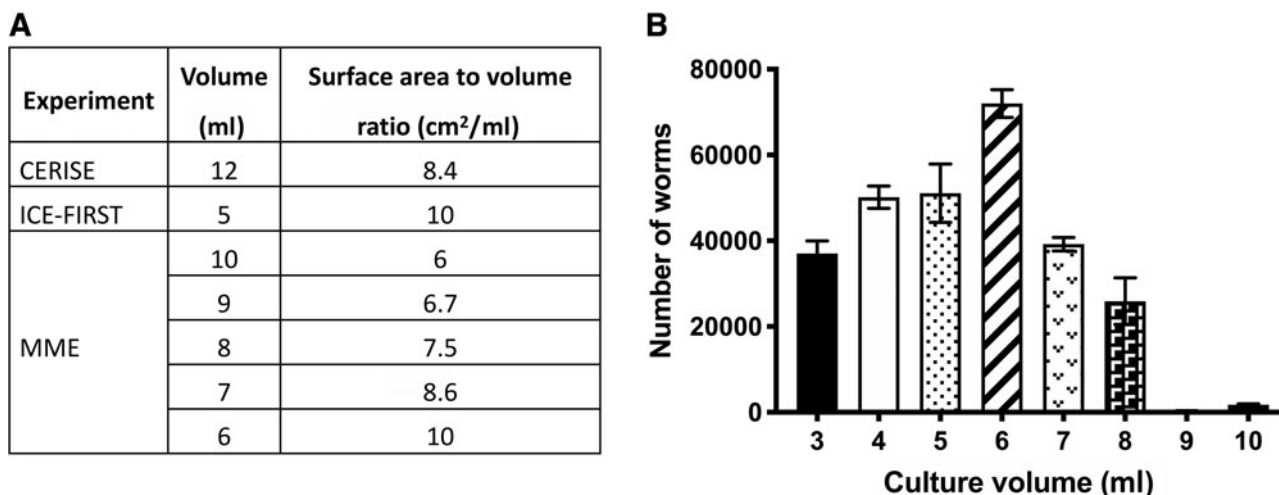 A
Experiment Volume (ml) Surface area to volume ratio (cm²/ml)
CERISE 12 8.4
ICE-FIRST 5 10
MME 10 6
9 6.7
8 7.5
7 8.6
6 10
B
Number of worms
80000
60000
40000
20000
0
3 4 5 6 7 8 9 10
Culture volume (ml)